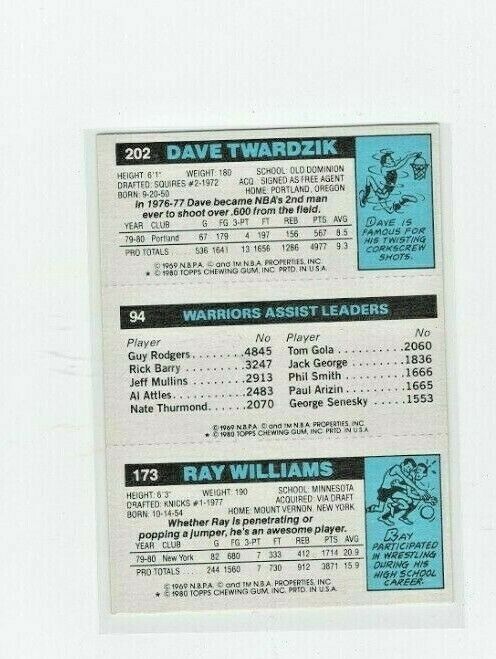 202 DAVE TWARDZIK
HEIGHT: 6'1" WEIGHT: 180 SCHOOL: OLD DOMINION
DRAFTED: SQUIRES #2-1972 ACQ: SIGNED AS FREE AGENT
BORN: 9-20-50 HOME: PORTLAND, OREGON
In 1976-77 Dave became NBA's 2nd man
ever to shoot over .600 from the field.
YEAR CLUB G FG 3-PT FT REB PTS AVG
79-80 Portland 67 179 4 197 156 567 8.5
PRO TOTALS 536 1641 13 1656 1286 4977 9.3
© 1969 N.B.A. PROPERTIES, INC.
★ © 1980 TOPPS CHEWING GUM, INC. PRTD. IN U.S.A.
DAVE IS
FAMOUS FOR
HIS TWISTING
CORKSCREW
SHOTS.
94 WARRIORS ASSIST LEADERS
Player No
Guy Rodgers ......4845
Rick Barry .........3247
Jeff Mullins ........2913
Al Attles ...........2483
Nate Thurmond ..2070
Player No
Tom Gola .........2060
Jack George ......1836
Phil Smith .........1666
Paul Arizin .......1665
George Senesky ..1553
© 1969 N.B.A. PROPERTIES, INC.
★ © 1980 TOPPS CHEWING GUM, INC. PRTD. IN U.S.A.
173 RAY WILLIAMS
HEIGHT: 6'3" WEIGHT: 190 SCHOOL: MINNESOTA
DRAFTED: KNICKS #1-1977 ACQUIRED: VIA DRAFT
BORN: 10-14-54 HOME: MOUNT VERNON, NEW YORK
Whether Ray is penetrating or
popping a jumper, he's an awesome player.
YEAR CLUB G FG 3-PT FT REB PTS AVG
79-80 New York 82 680 7 333 412 1714 20.9
PRO TOTALS 244 1560 7 730 912 3871 15.9
© 1969 N.B.A. PROPERTIES, INC.
★ © 1980 TOPPS CHEWING GUM, INC. PRTD. IN U.S.A.
RAY
PARTICIPATED
IN WRESTLING
DURING HIS
HIGH SCHOOL
CAREER.